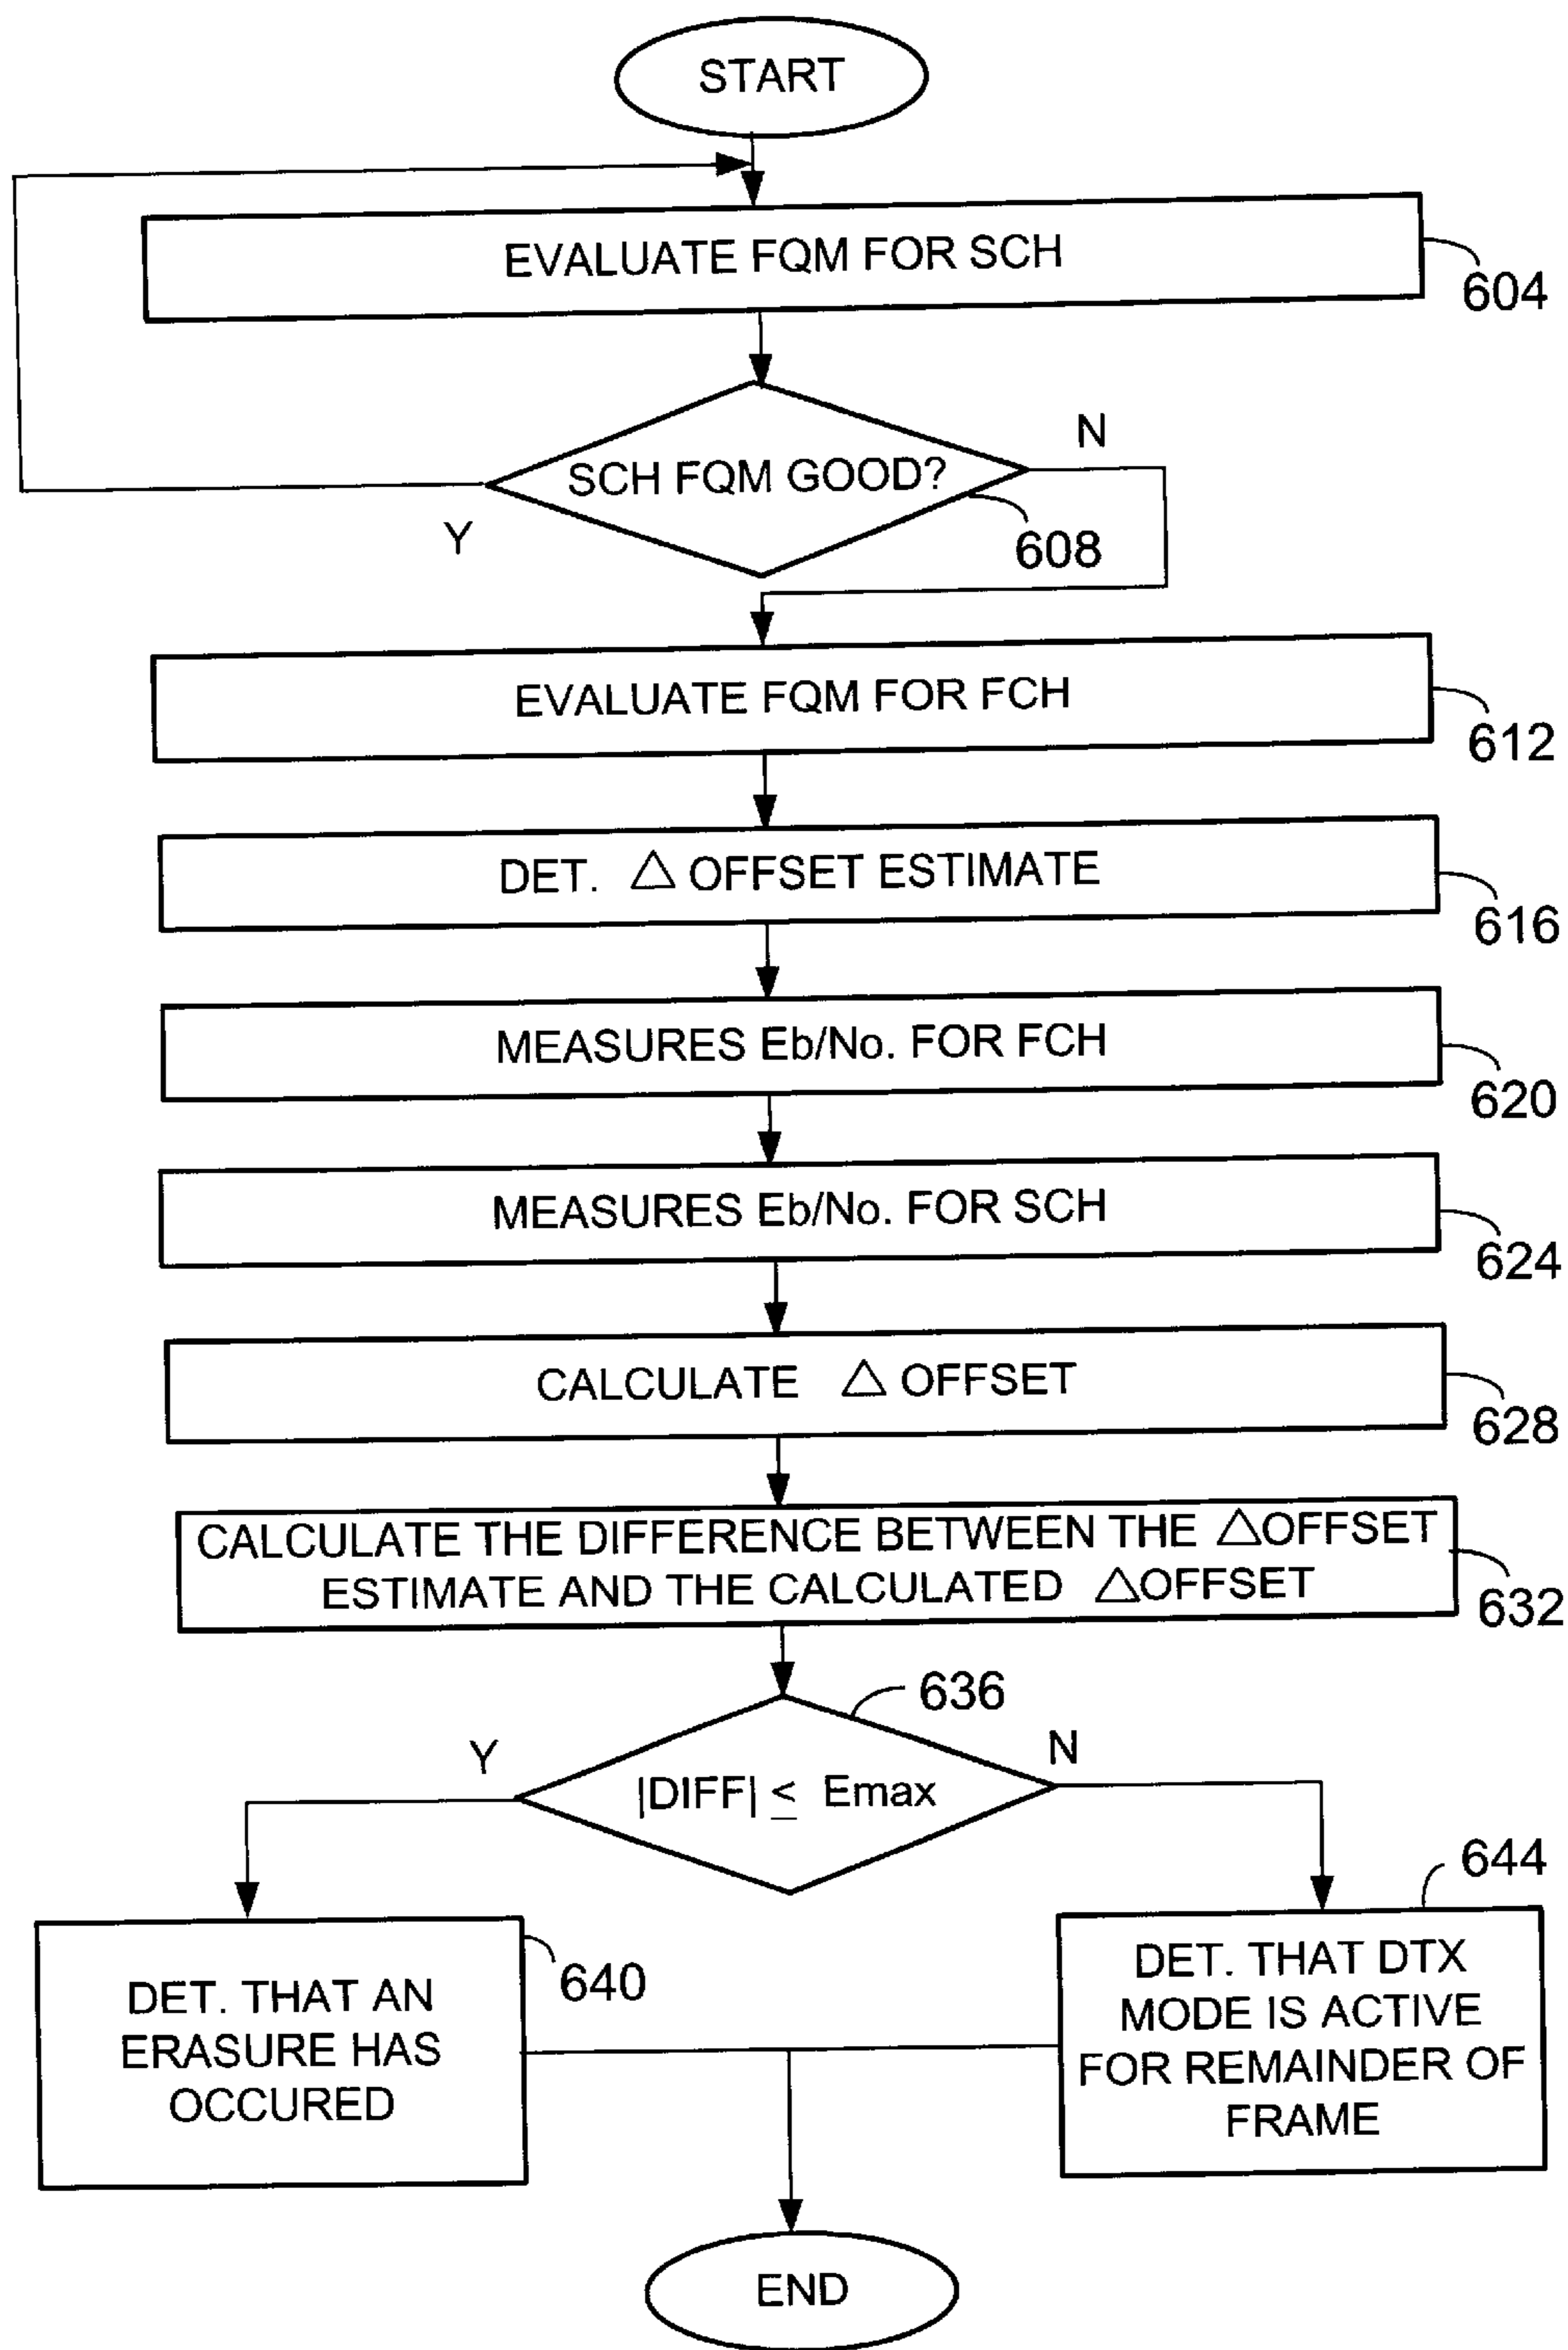 START
EVALUATE FQM FOR SCH
604
N
SCH FQM GOOD?
Y
608
EVALUATE FQM FOR FCH
612
DET. △ OFFSET ESTIMATE
616
MEASURES Eb/No. FOR FCH
620
MEASURES Eb/No. FOR SCH
624
CALCULATE △ OFFSET
628
CALCULATE THE DIFFERENCE BETWEEN THE △OFFSET
ESTIMATE AND THE CALCULATED △OFFSET
632
636
Y
N
|DIFF| ≤ Emax
644
640
DET. THAT AN
ERASURE HAS
OCCURED
DET. THAT DTX
MODE IS ACTIVE
FOR REMAINDER OF
FRAME
END